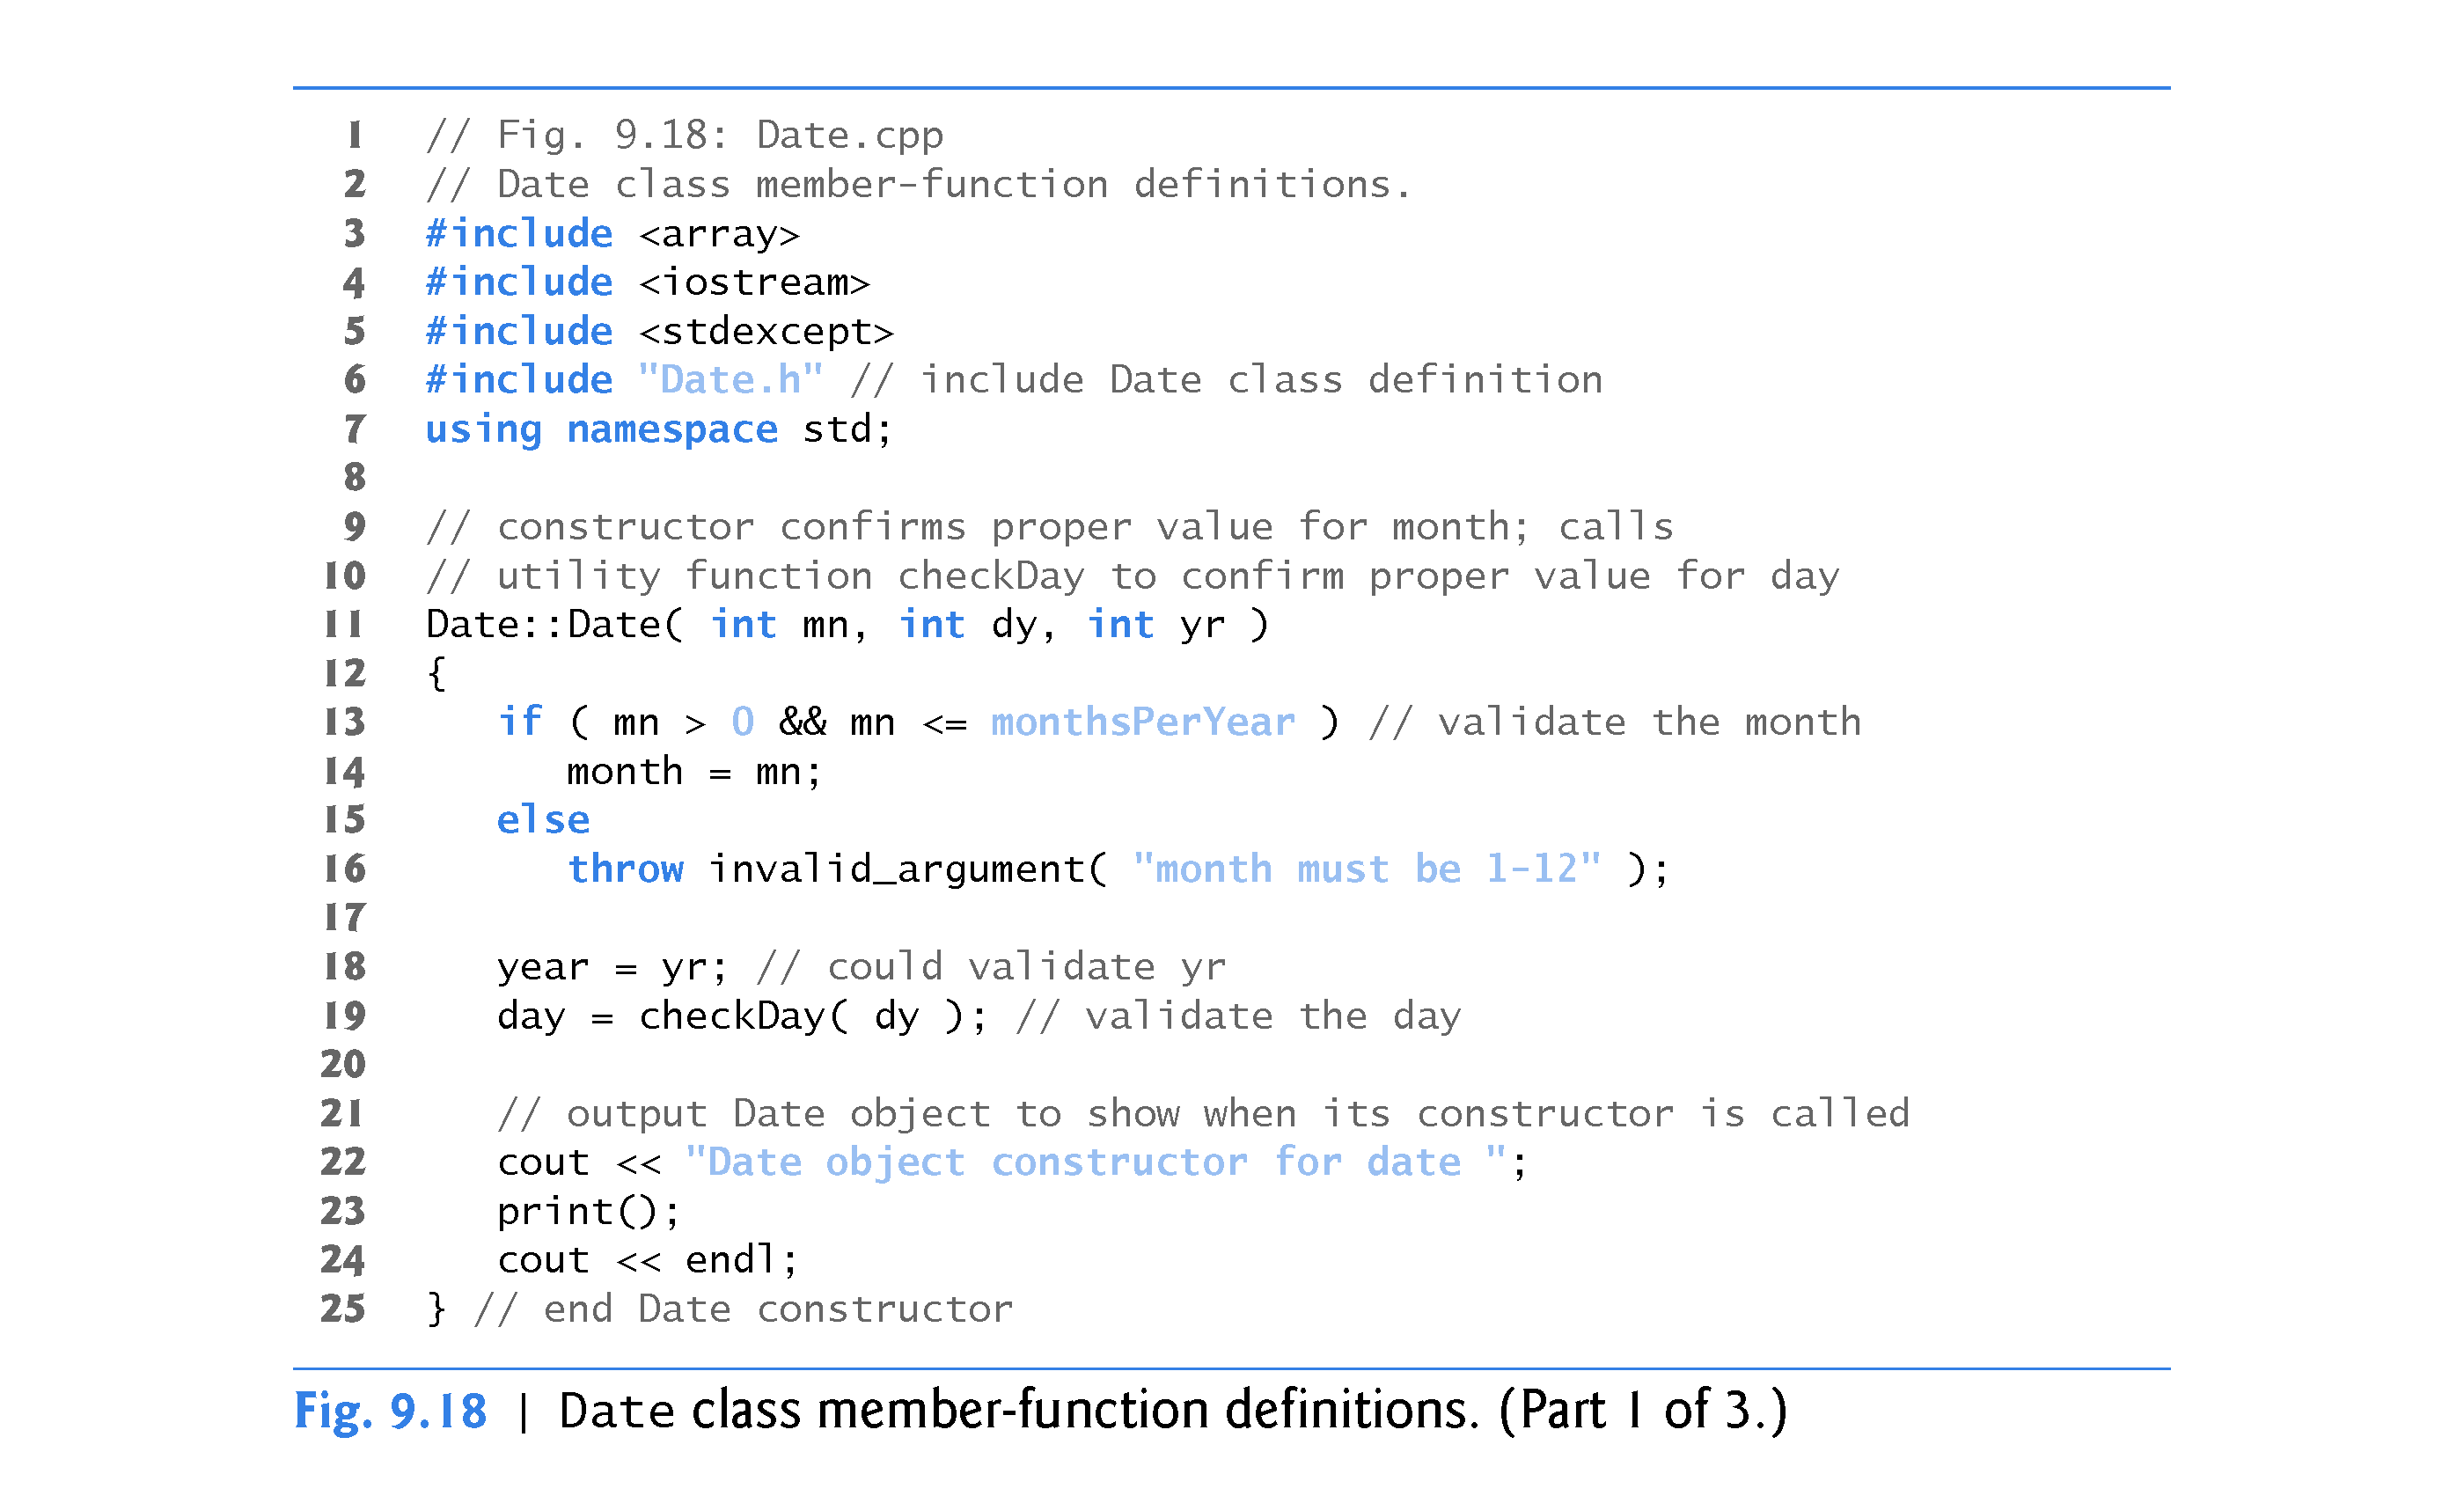 1 // Fig. 9.18: Date.cpp
2 // Date class member-function definitions.
3 #include <array>
4 #include <iostream>
5 #include <stdexcept>
6 #include "Date.h" // include Date class definition
7 using namespace std;
8
9 // constructor confirms proper value for month; calls
10 // utility function checkDay to confirm proper value for day
11 Date::Date( int mn, int dy, int yr )
12 {
13    if ( mn > 0 && mn <= monthsPerYear ) // validate the month
14       month = mn;
15    else
16       throw invalid_argument( "month must be 1-12" );
17
18    year = yr; // could validate yr
19    day = checkDay( dy ); // validate the day
20
21    // output Date object to show when its constructor is called
22    cout << "Date object constructor for date ";
23    print();
24    cout << endl;
25 } // end Date constructor
Fig. 9.18 | Date class member-function definitions. (Part 1 of 3.)